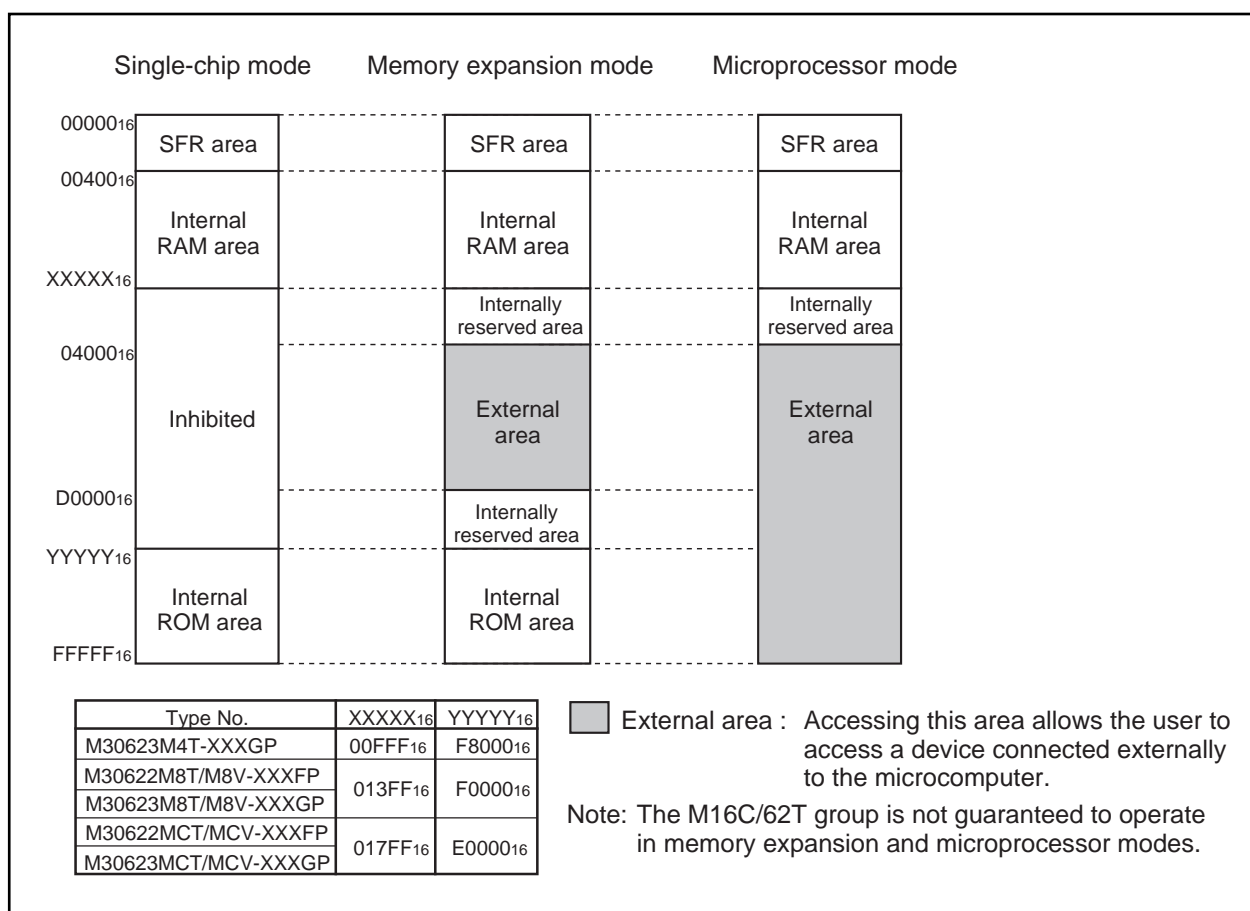 Single-chip mode Memory expansion mode Microprocessor mode
0000016
SFR area SFR area SFR area
0040016
Internal RAM area Internal RAM area Internal RAM area
XXXXX16
Internally reserved area Internally reserved area
0400016
Inhibited External area External area
D000016
Internally reserved area
YYYYY16
Internal ROM area Internal ROM area
FFFFF16
Type No. XXXXX16 YYYYY16
M30623M4T-XXXGP 00FFF16 F800016
M30622M8T/M8V-XXXFP 013FF16 F000016
M30623M8T/M8V-XXXGP
M30622MCT/MCV-XXXFP 017FF16 E000016
M30623MCT/MCV-XXXGP
External area : Accessing this area allows the user to
access a device connected externally
to the microcomputer.
Note: The M16C/62T group is not guaranteed to operate
in memory expansion and microprocessor modes.